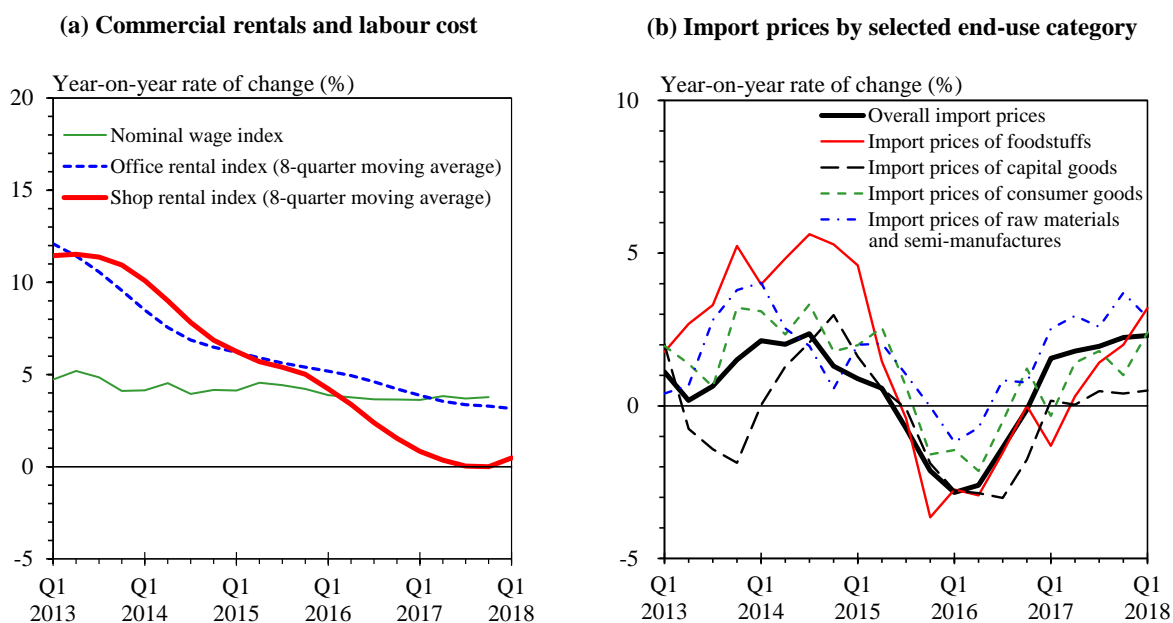 (a) Commercial rentals and labour cost
Year-on-year rate of change (%)
20
15
10
5
0
-5
Nominal wage index
Office rental index (8-quarter moving average)
Shop rental index (8-quarter moving average)
Q1 Q1 Q1 Q1 Q1 Q1
2013 2014 2015 2016 2017 2018
(b) Import prices by selected end-use category
Year-on-year rate of change (%)
10
5
0
-5
Overall import prices
Import prices of foodstuffs
Import prices of capital goods
Import prices of consumer goods
Import prices of raw materials
and semi-manufactures
Q1 Q1 Q1 Q1 Q1 Q1
2013 2014 2015 2016 2017 2018